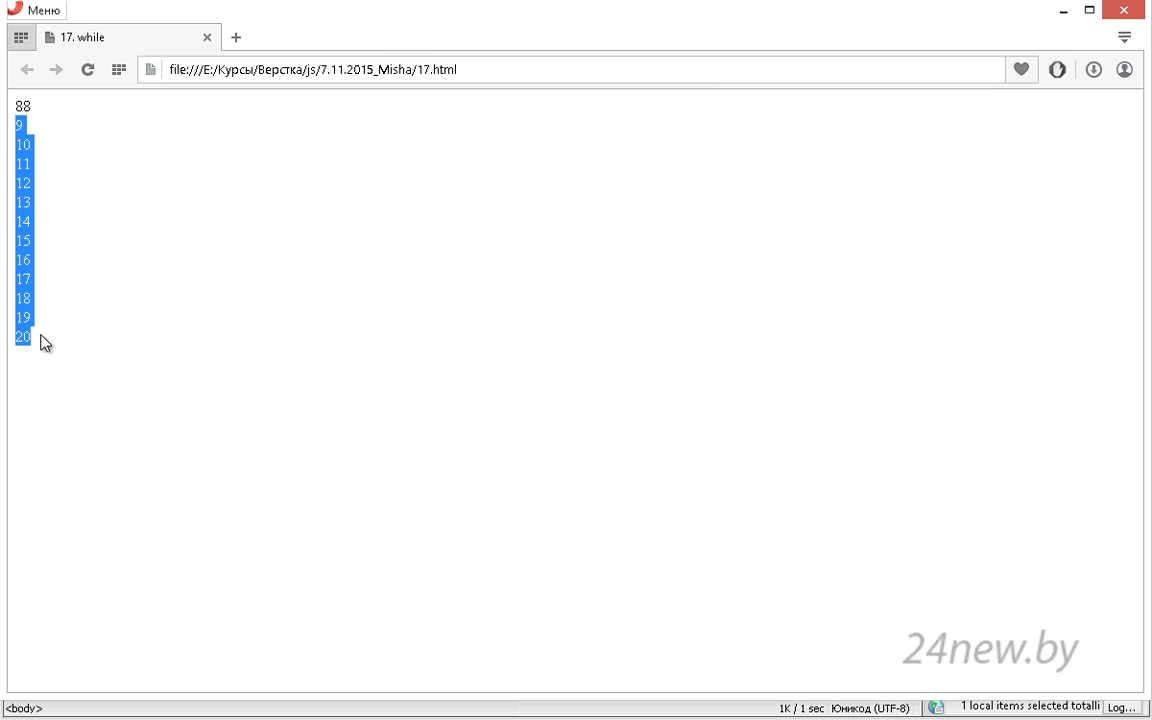 Меню
17. while
file:///E:/Курсы/Верстка/js/7.11.2015_Misha/17.html
88
9
10
11
12
13
14
15
16
17
18
19
20
24new.by
<body>
1K / 1 sec Юникод (UTF-8)
1 local items selected totalli
Log...